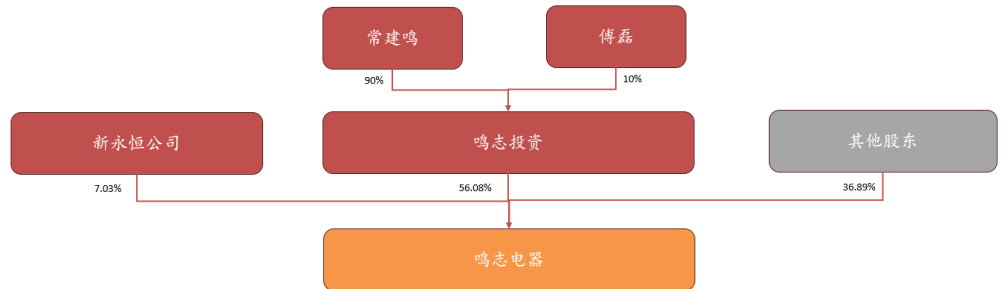 常建鸣
傅磊
90%
10%
新永恒公司
鸣志投资
其他股东
7.03%
56.08%
36.89%
鸣志电器